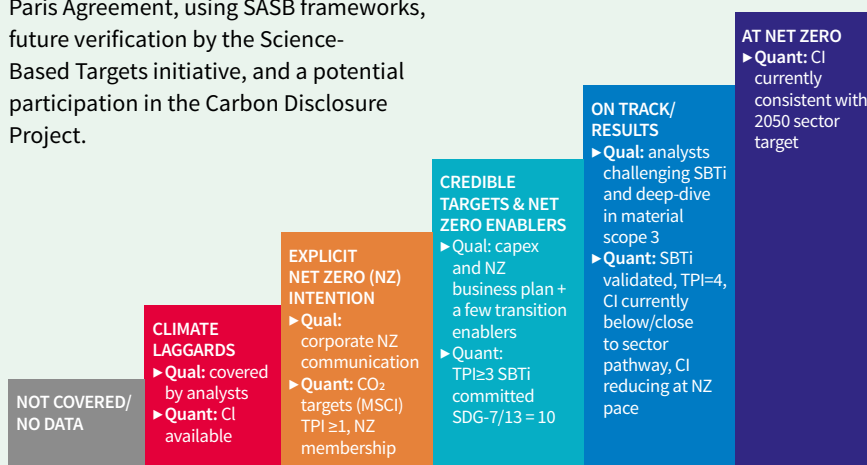 Paris Agreement, using SASB frameworks,
future verification by the Science-
Based Targets initiative, and a potential
participation in the Carbon Disclosure
Project.
NOT COVERED/
NO DATA
CLIMATE
LAGGARDS
►Qual: covered
by analysts
►Quant: CI
available
EXPLICIT
NET ZERO (NZ)
INTENTION
►Qual:
corporate NZ
communication
►Quant: CO₂
targets (MSCI)
TPI ≥1, NZ
membership
CREDIBLE
TARGETS & NET
ZERO ENABLERS
►Qual: capex
and NZ
business plan +
a few transition
enablers
►Quant:
TPI≥3 SBTi
committed
SDG-7/13 = 10
ON TRACK/
RESULTS
►Qual: analysts
challenging SBTi
and deep-dive
in material
scope 3
►Quant: SBTi
validated, TPI=4,
CI currently
below/close
to sector
pathway, CI
reducing at NZ
pace
AT NET ZERO
►Quant: CI
currently
consistent with
2050 sector
target